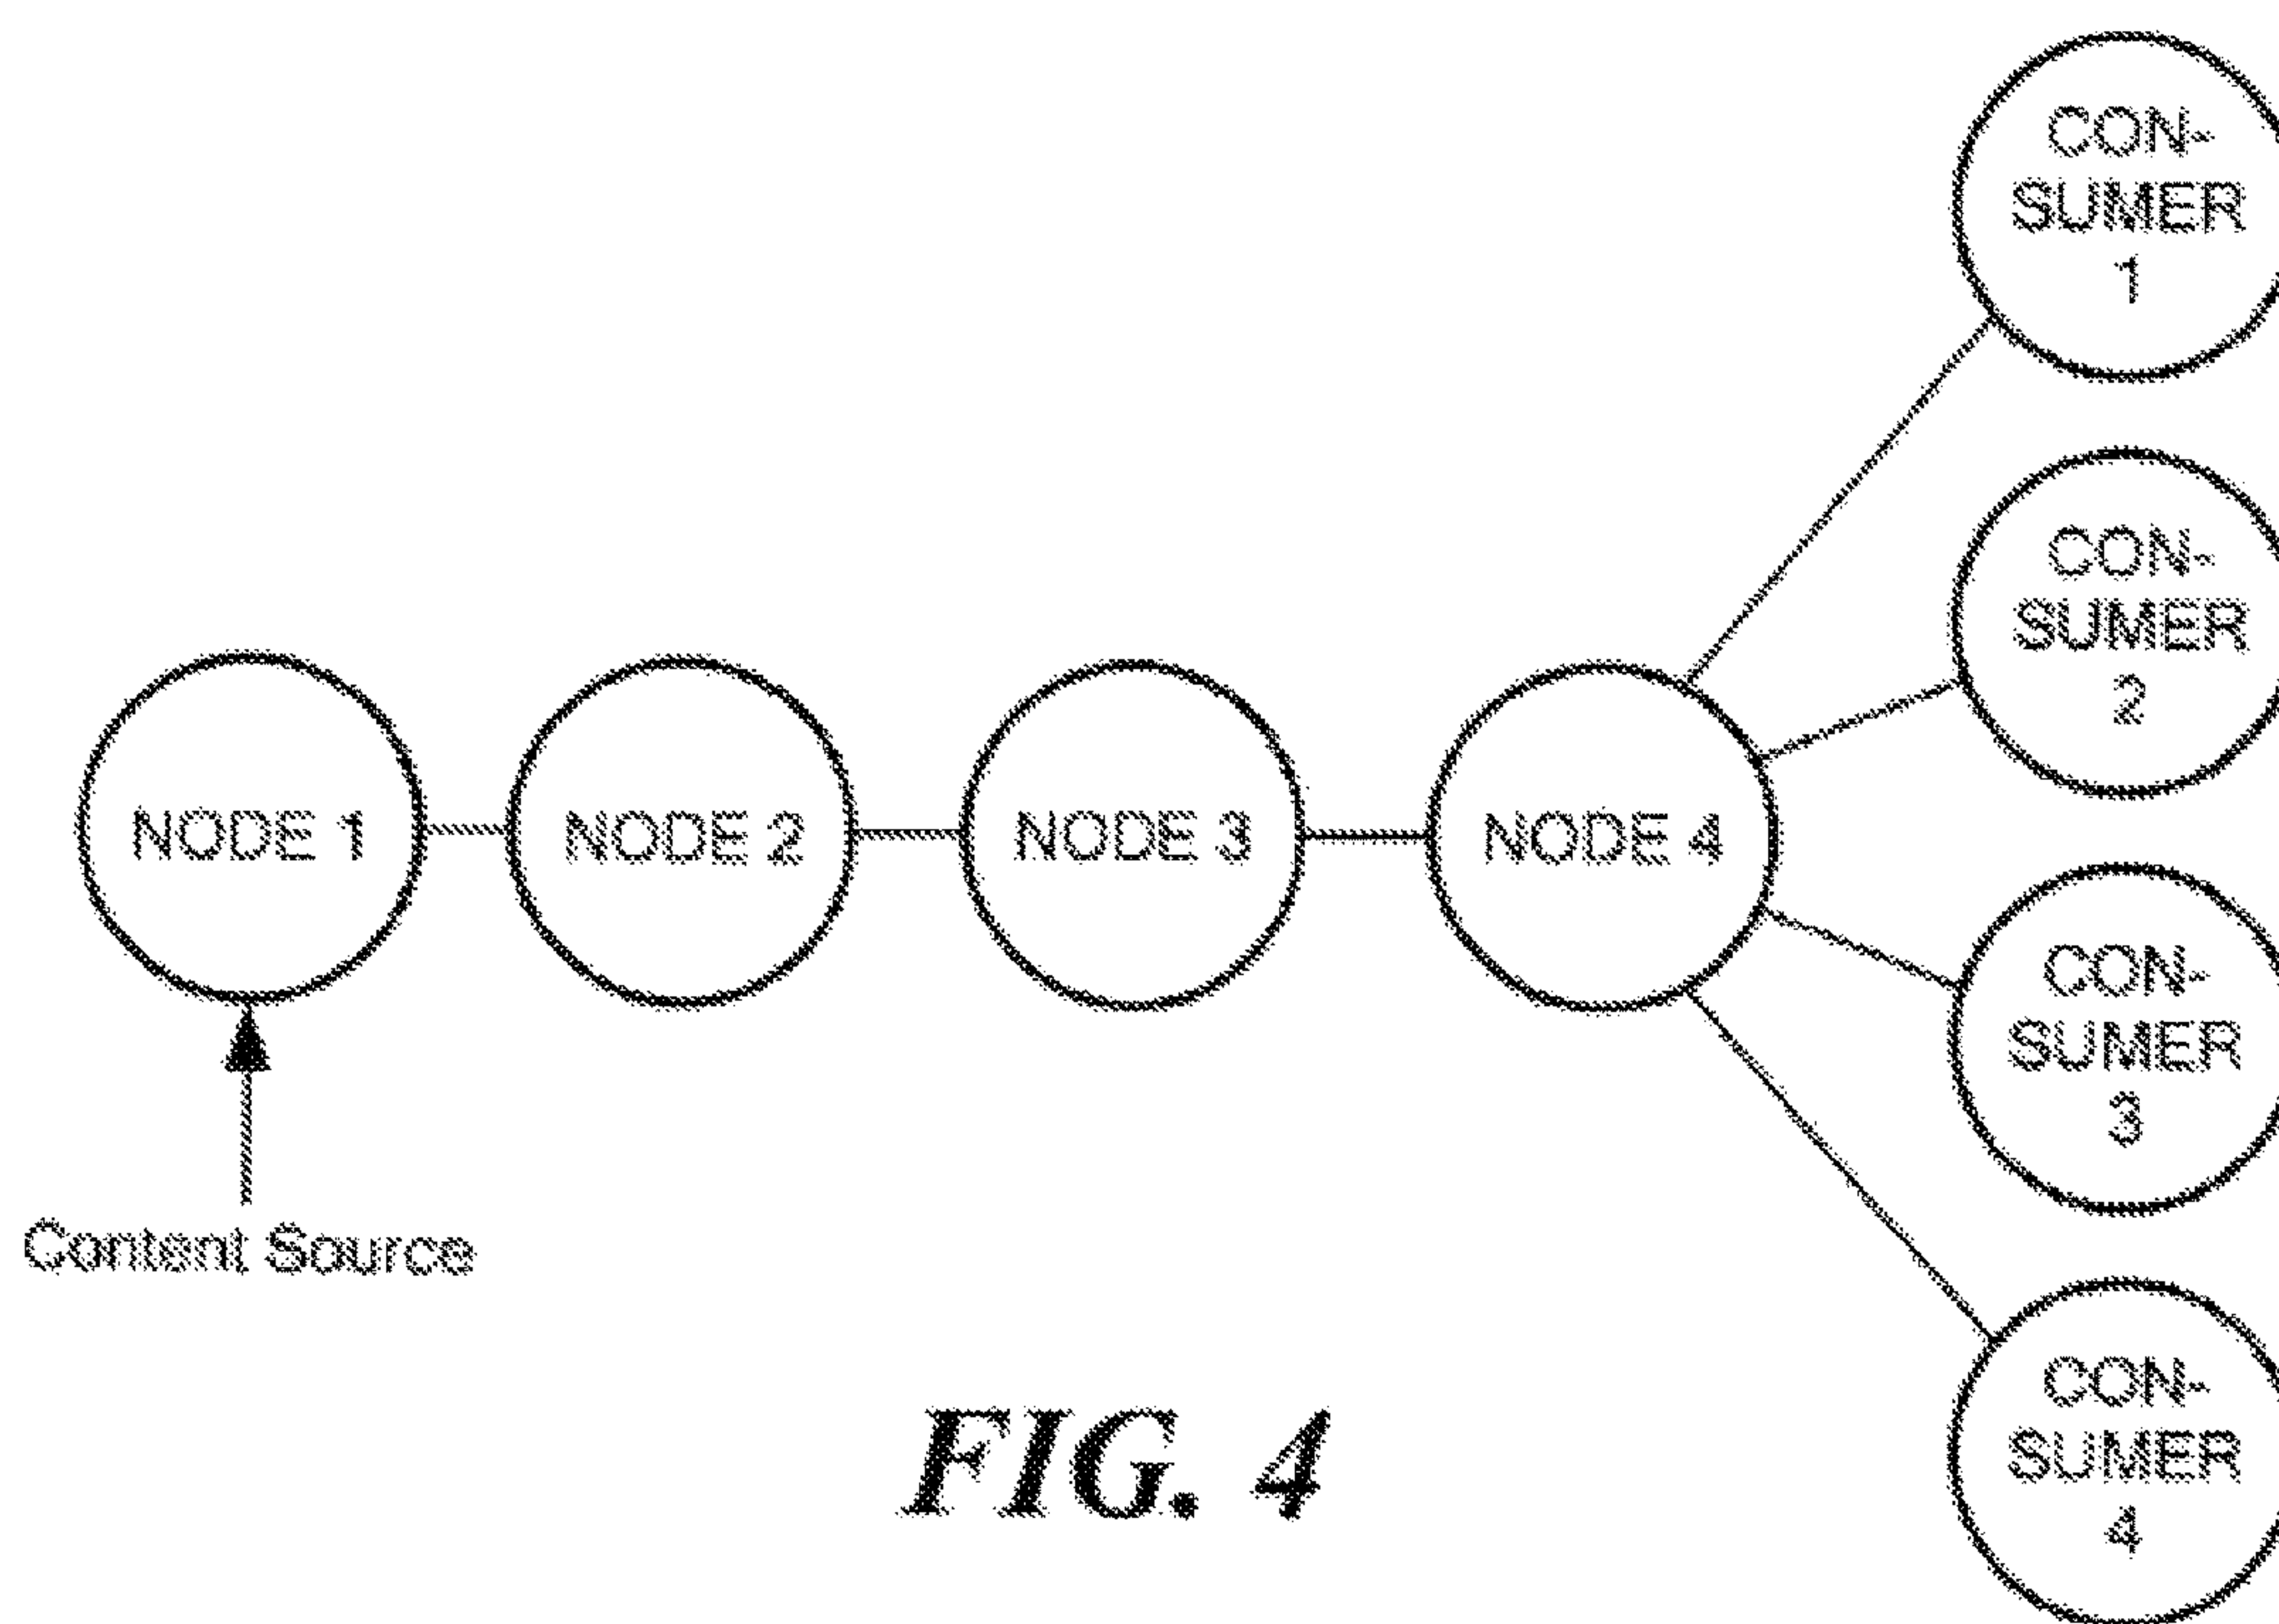 CON-
SUMER
1
CON-
SUMER
2
NODE 1
NODE 2
NODE 3
NODE 4
CON-
SUMER
3
Content Source
CON-
SUMER
4
FIG. 4